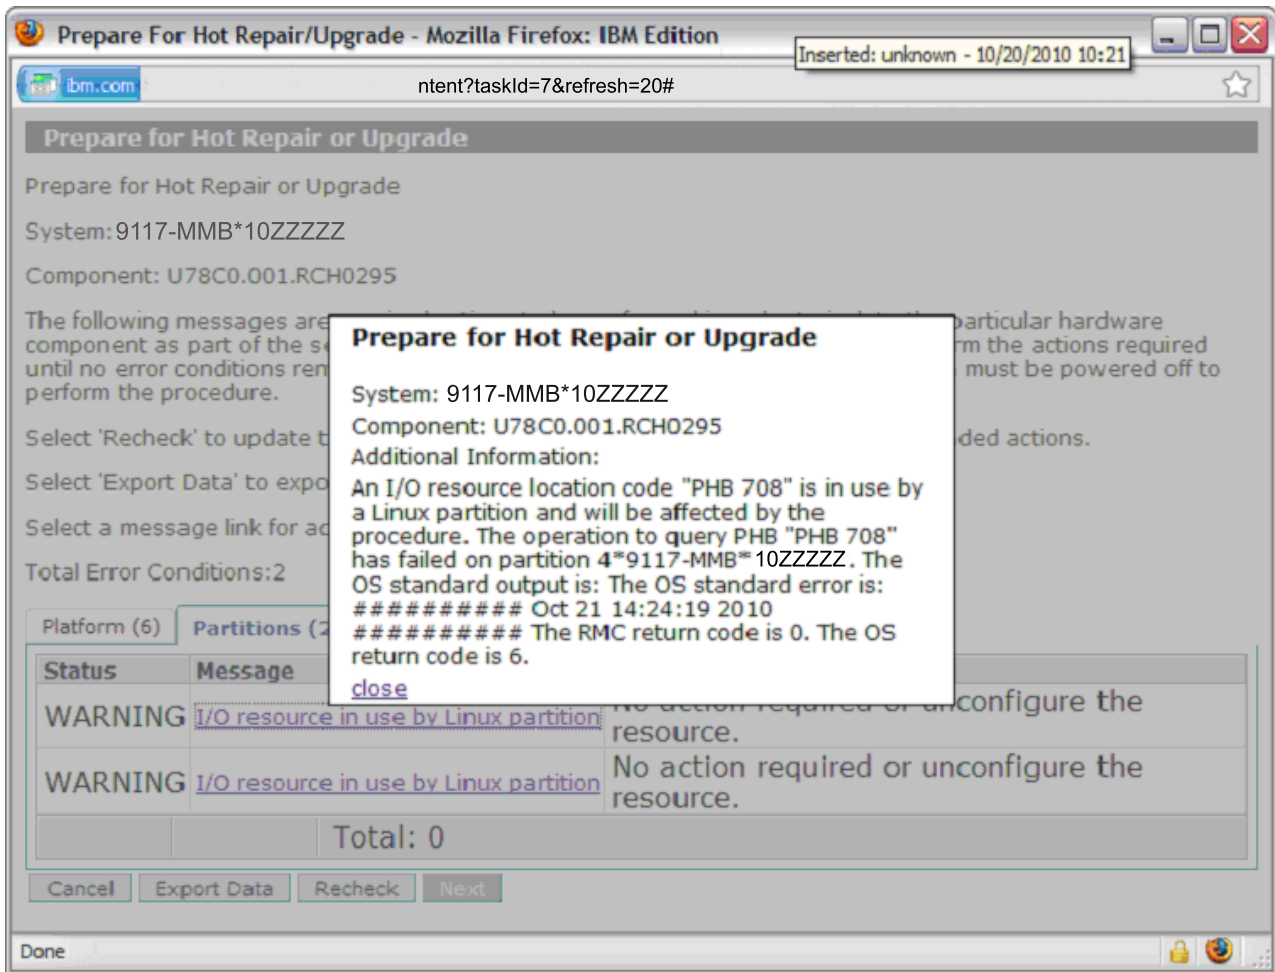 Prepare For Hot Repair/Upgrade - Mozilla Firefox: IBM Edition
Inserted: unknown - 10/20/2010 10:21
ibm.com
ntent?taskId=7&refresh=20#
Prepare for Hot Repair or Upgrade
Prepare for Hot Repair or Upgrade
System: 9117-MMB*10ZZZZZ
Component: U78C0.001.RCH0295
The following messages are
particular hardware
component as part of the
the actions required
until no error conditions
must be powered off to
perform the procedure.
Select 'Recheck' to update
actions.
Select 'Export Data' to
Select a message link for
Total Error Conditions:2
Prepare for Hot Repair or Upgrade
System: 9117-MMB*10ZZZZZ
Component: U78C0.001.RCH0295
Additional Information:
An I/O resource location code "PHB 708" is in use by
a Linux partition and will be affected by the
procedure. The operation to query PHB "PHB 708"
has failed on partition 4*9117-MMB*10ZZZZZ. The
OS standard output is: The OS standard error is:
########## Oct 21 14:24:19 2010
########## The RMC return code is 0. The OS
return code is 6.
close
Platform (6)
Partitions (2
Status
Message
WARNING
I/O resource in use by Linux partition
No action required or unconfigure the
resource.
WARNING
I/O resource in use by Linux partition
No action required or unconfigure the
resource.
Total: 0
Cancel
Export Data
Recheck
Next
Done